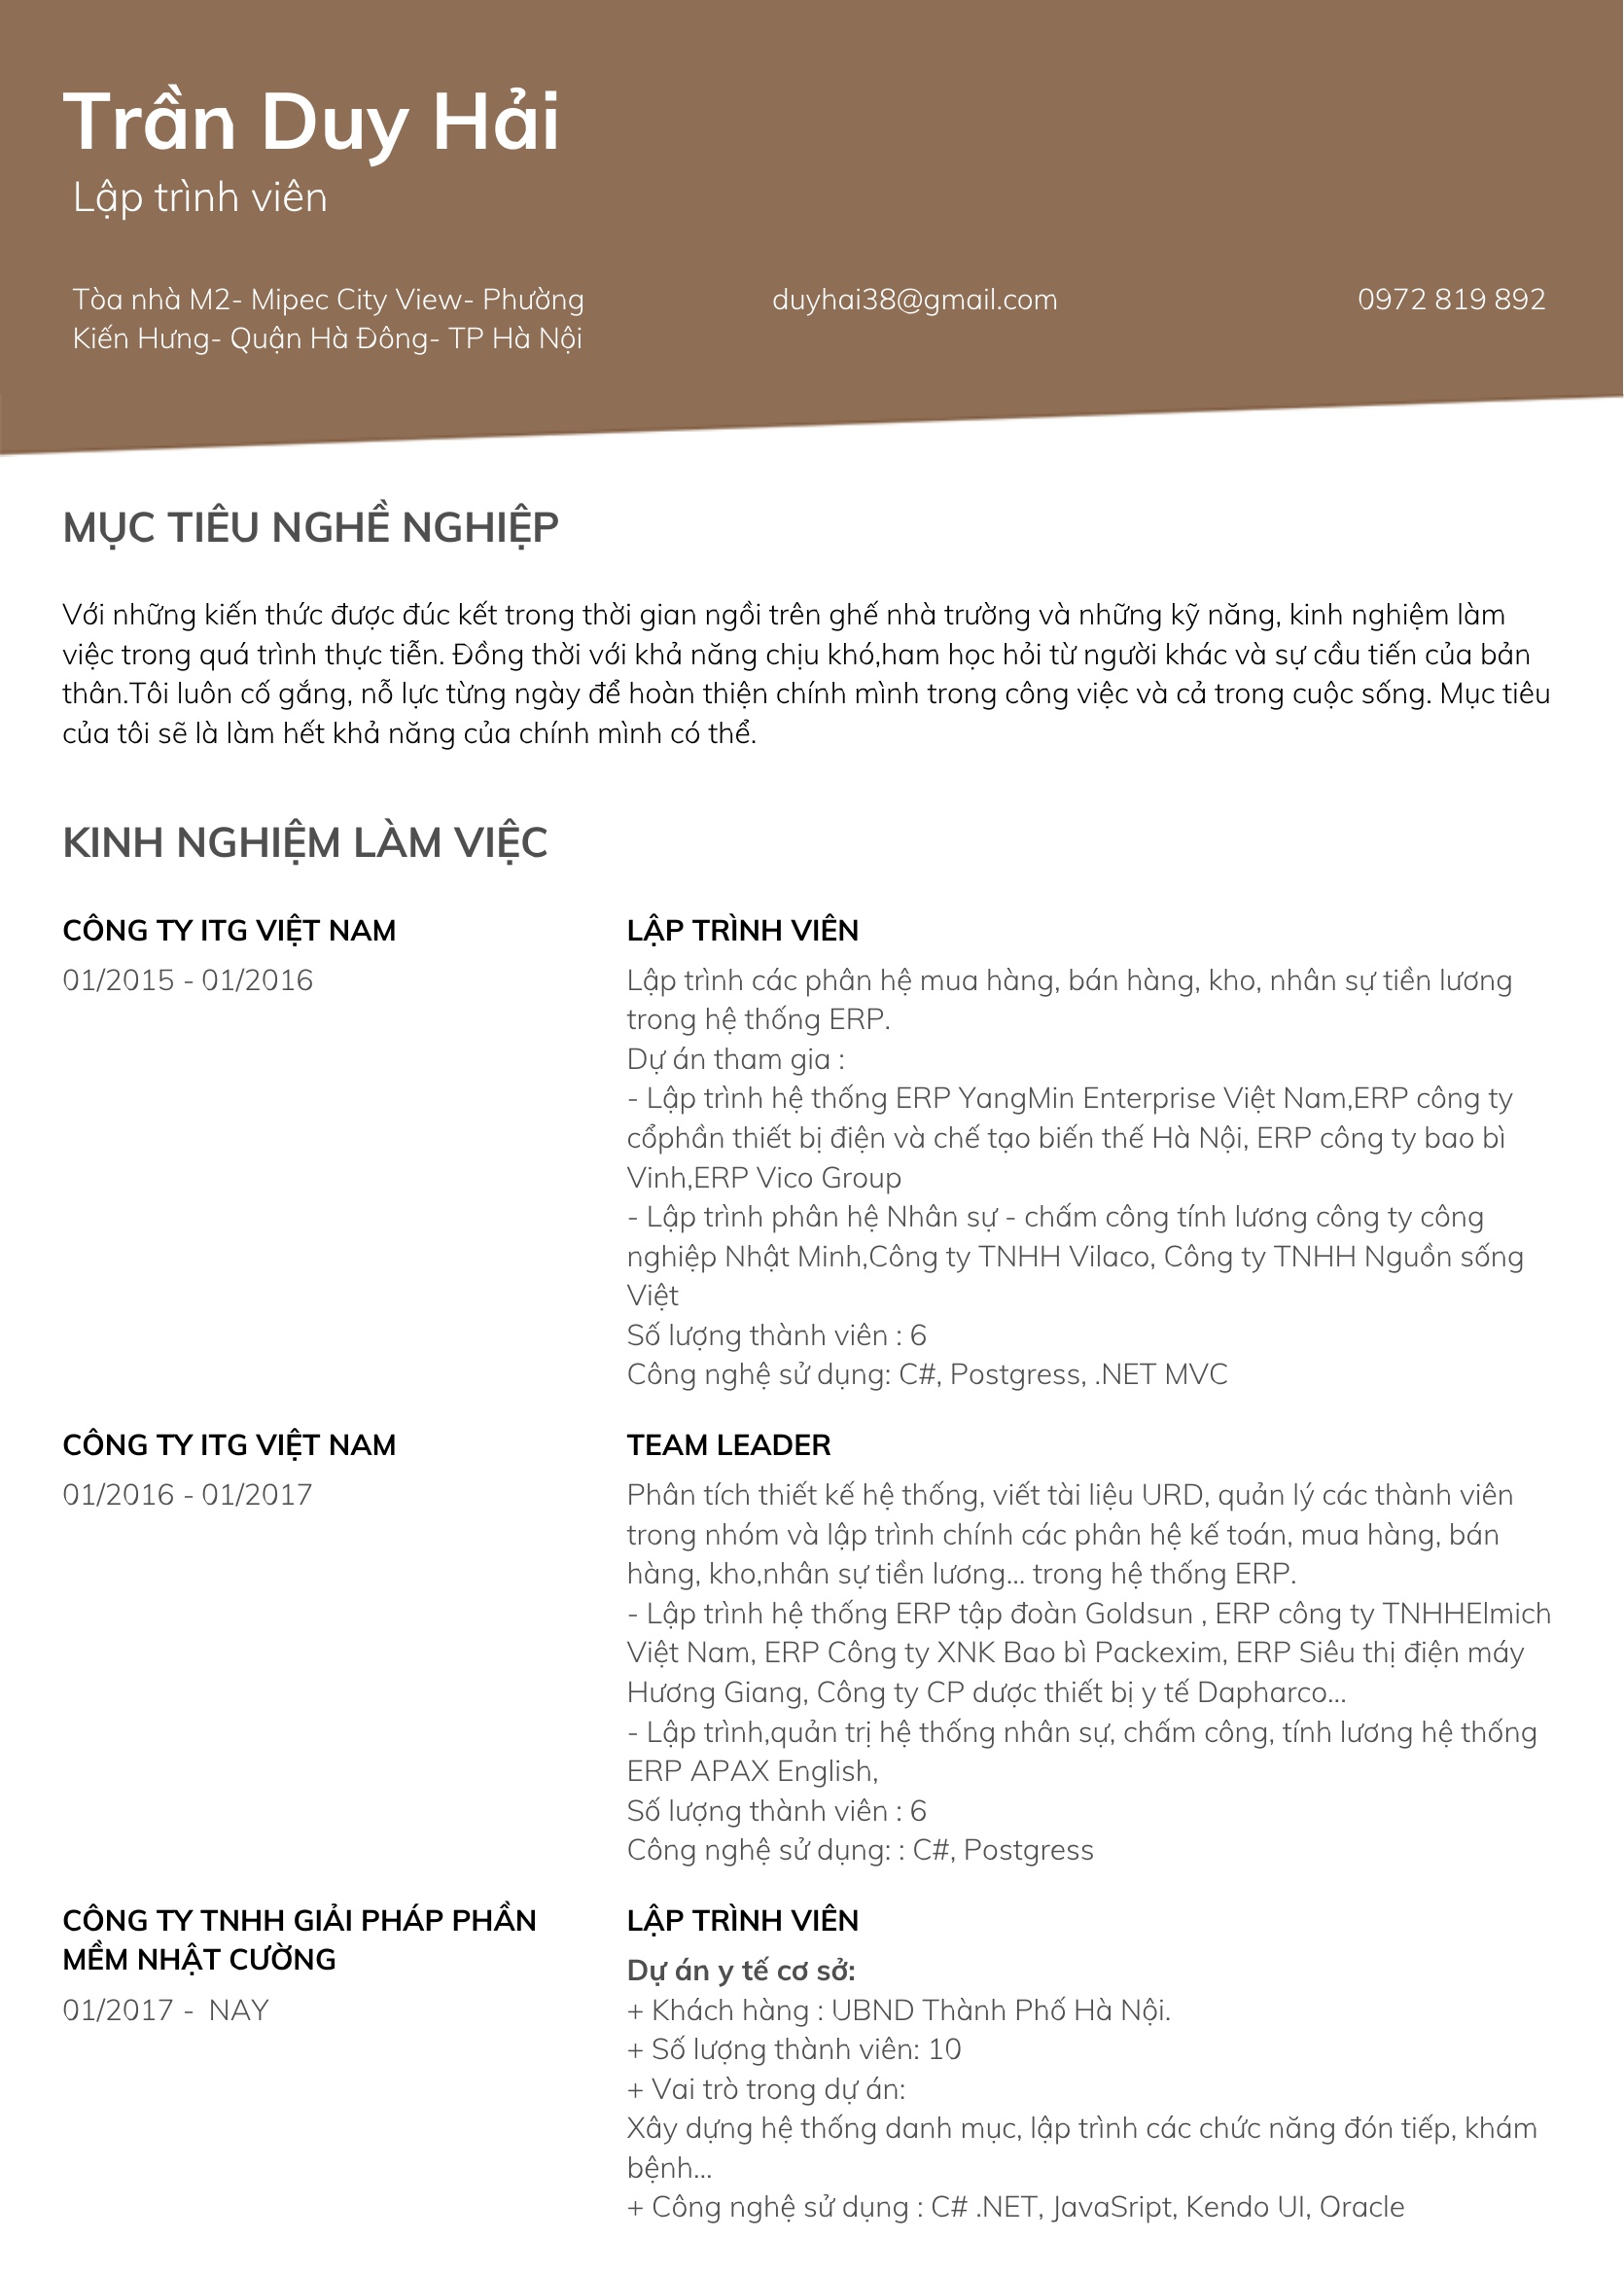 Trần Duy Hải
Lập trình viên
Tòa nhà M2- Mipec City View- Phường
Kiến Hưng- Quận Hà Đông- TP Hà Nội
duyhai38@gmail.com
0972 819 892
MỤC TIÊU NGHỀ NGHIỆP
Với những kiến thức được đúc kết trong thời gian ngồi trên ghế nhà trường và những kỹ năng, kinh nghiệm làm
việc trong quá trình thực tiễn. Đồng thời với khả năng chịu khó,ham học hỏi từ người khác và sự cầu tiến của bản
thân.Tôi luôn cố gắng, nỗ lực từng ngày để hoàn thiện chính mình trong công việc và cả trong cuộc sống. Mục tiêu
của tôi sẽ là làm hết khả năng của chính mình có thể.
KINH NGHIỆM LÀM VIỆC
CÔNG TY ITG VIỆT NAM
01/2015 - 01/2016
LẬP TRÌNH VIÊN
Lập trình các phân hệ mua hàng, bán hàng, kho, nhân sự tiền lương
trong hệ thống ERP.
Dự án tham gia :
- Lập trình hệ thống ERP YangMin Enterprise Việt Nam,ERP công ty
cổphần thiết bị điện và chế tạo biến thế Hà Nội, ERP công ty bao bì
Vinh,ERP Vico Group
- Lập trình phân hệ Nhân sự - chấm công tính lương công ty công
nghiệp Nhật Minh,Công ty TNHH Vilaco, Công ty TNHH Nguồn sống
Việt
Số lượng thành viên : 6
Công nghệ sử dụng: C#, Postgress, .NET MVC
CÔNG TY ITG VIỆT NAM
01/2016 - 01/2017
TEAM LEADER
Phân tích thiết kế hệ thống, viết tài liệu URD, quản lý các thành viên
trong nhóm và lập trình chính các phân hệ kế toán, mua hàng, bán
hàng, kho,nhân sự tiền lương... trong hệ thống ERP.
- Lập trình hệ thống ERP tập đoàn Goldsun , ERP công ty TNHHElmich
Việt Nam, ERP Công ty XNK Bao bì Packexim, ERP Siêu thị điện máy
Hương Giang, Công ty CP dược thiết bị y tế Dapharco...
- Lập trình,quản trị hệ thống nhân sự, chấm công, tính lương hệ thống
ERP APAX English,
Số lượng thành viên : 6
Công nghệ sử dụng: : C#, Postgress
CÔNG TY TNHH GIẢI PHÁP PHẦN
MỀM NHẬT CƯỜNG
01/2017 -  NAY
LẬP TRÌNH VIÊN
Dự án y tế cơ sở:
+ Khách hàng : UBND Thành Phố Hà Nội.
+ Số lượng thành viên: 10
+ Vai trò trong dự án:
Xây dựng hệ thống danh mục, lập trình các chức năng đón tiếp, khám
bệnh...
+ Công nghệ sử dụng : C# .NET, JavaSript, Kendo UI, Oracle